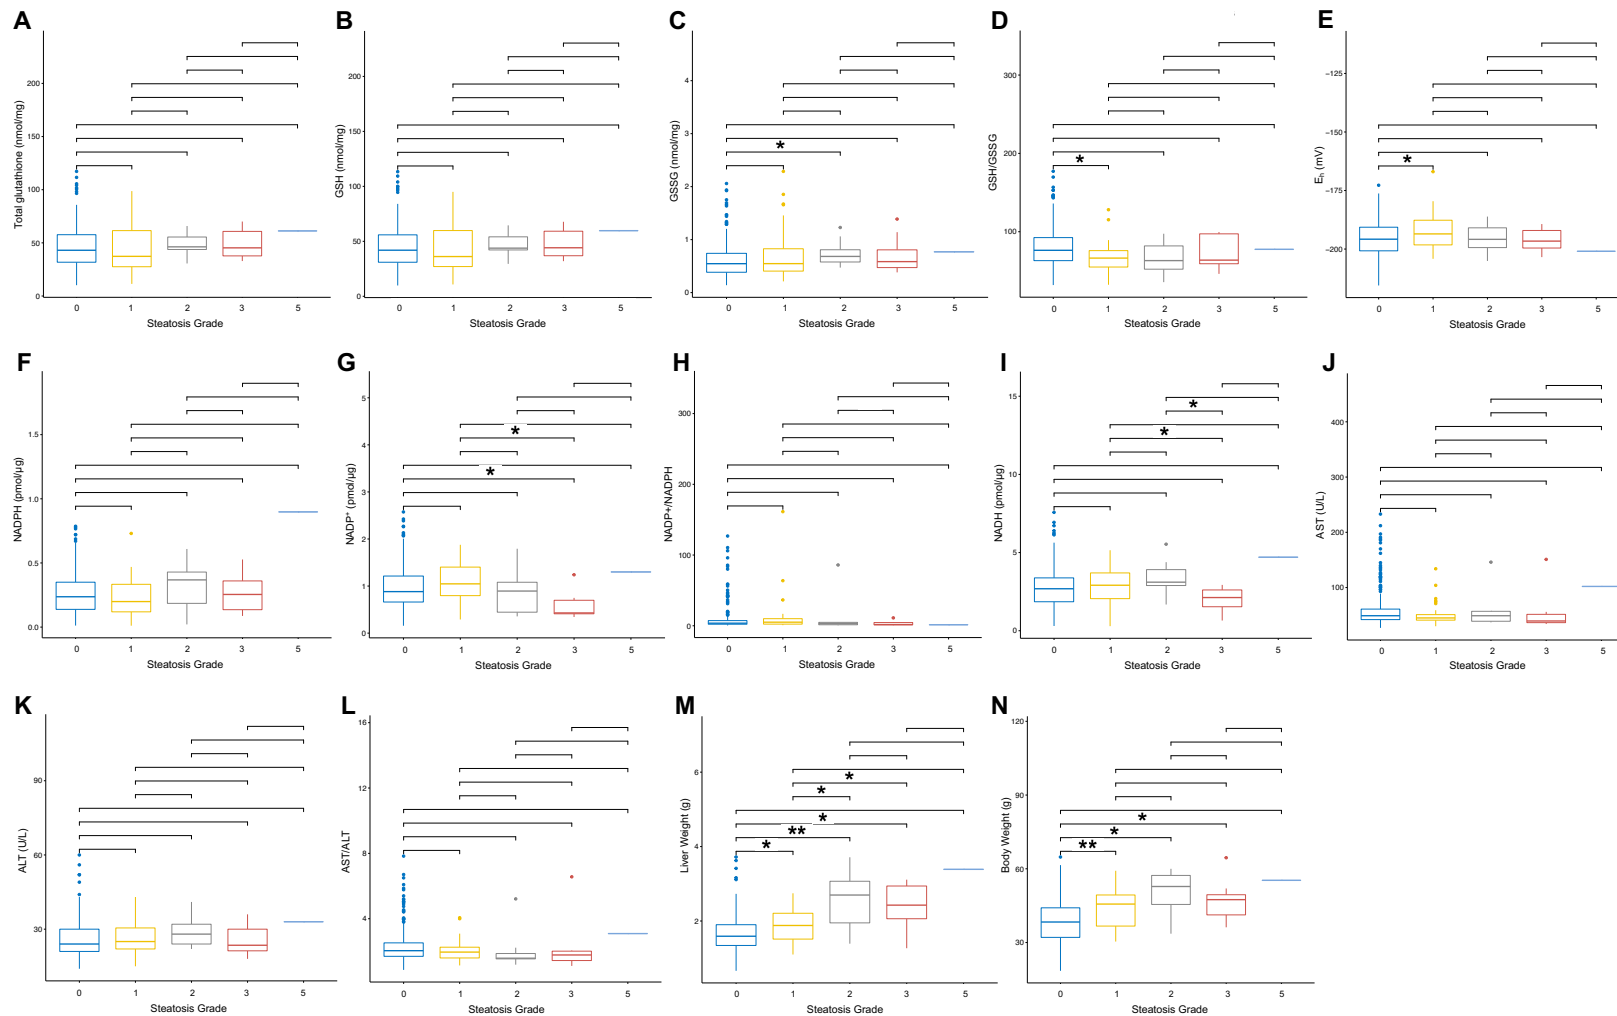 A
Total glutathione (nmol/mg)
200
150
100
50
0
0 1 2 3 5
Steatosis Grade
B
GSH (nmol/mg)
200
150
100
50
0
0 1 2 3 5
Steatosis Grade
C
GSSG (nmol/mg)
4
3
2
1
0
*
0 1 2 3 5
Steatosis Grade
D
GSH/GSSG
300
200
100
*
0 1 2 3 5
Steatosis Grade
E
Eh (mV)
−125
−150
−175
−200
*
0 1 2 3 5
Steatosis Grade
F
NADPH (pmol/µg)
1.5
1.0
0.5
0.0
0 1 2 3 5
Steatosis Grade
G
NADP+ (pmol/µg)
5
4
3
2
1
0
*
*
0 1 2 3 5
Steatosis Grade
H
NADP+/NADPH
300
200
100
0
0 1 2 3 5
Steatosis Grade
I
NADH (pmol/µg)
15
10
5
0
*
*
0 1 2 3 5
Steatosis Grade
J
AST (U/L)
400
300
200
100
0 1 2 3 5
Steatosis Grade
K
ALT (U/L)
90
60
30
0 1 2 3 5
Steatosis Grade
L
AST/ALT
16
12
8
4
0 1 2 3 5
Steatosis Grade
M
Liver Weight (g)
6
4
2
*
*
*
**
*
0 1 2 3 5
Steatosis Grade
N
Body Weight (g)
120
90
60
30
*
*
**
0 1 2 3 5
Steatosis Grade